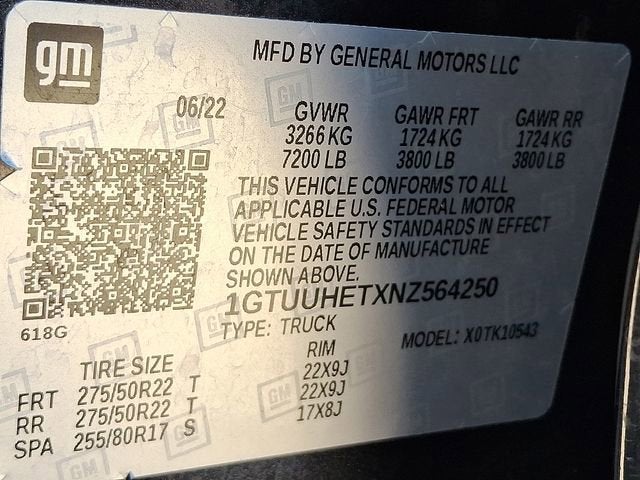 gm
MFD BY GENERAL MOTORS LLC
06/22
GVWR GAWR FRT GAWR RR
3266 KG 1724 KG 1724 KG
7200 LB 3800 LB 3800 LB
THIS VEHICLE CONFORMS TO ALL
APPLICABLE U.S. FEDERAL MOTOR
VEHICLE SAFETY STANDARDS IN EFFECT
ON THE DATE OF MANUFACTURE
SHOWN ABOVE.
1GTUUHETXNZ564250
618G
TYPE: TRUCK MODEL: X0TK10543
TIRE SIZE RIM
FRT 275/50R22 T 22X9J
RR 275/50R22 T 22X9J
SPA 255/80R17 S 17X8J